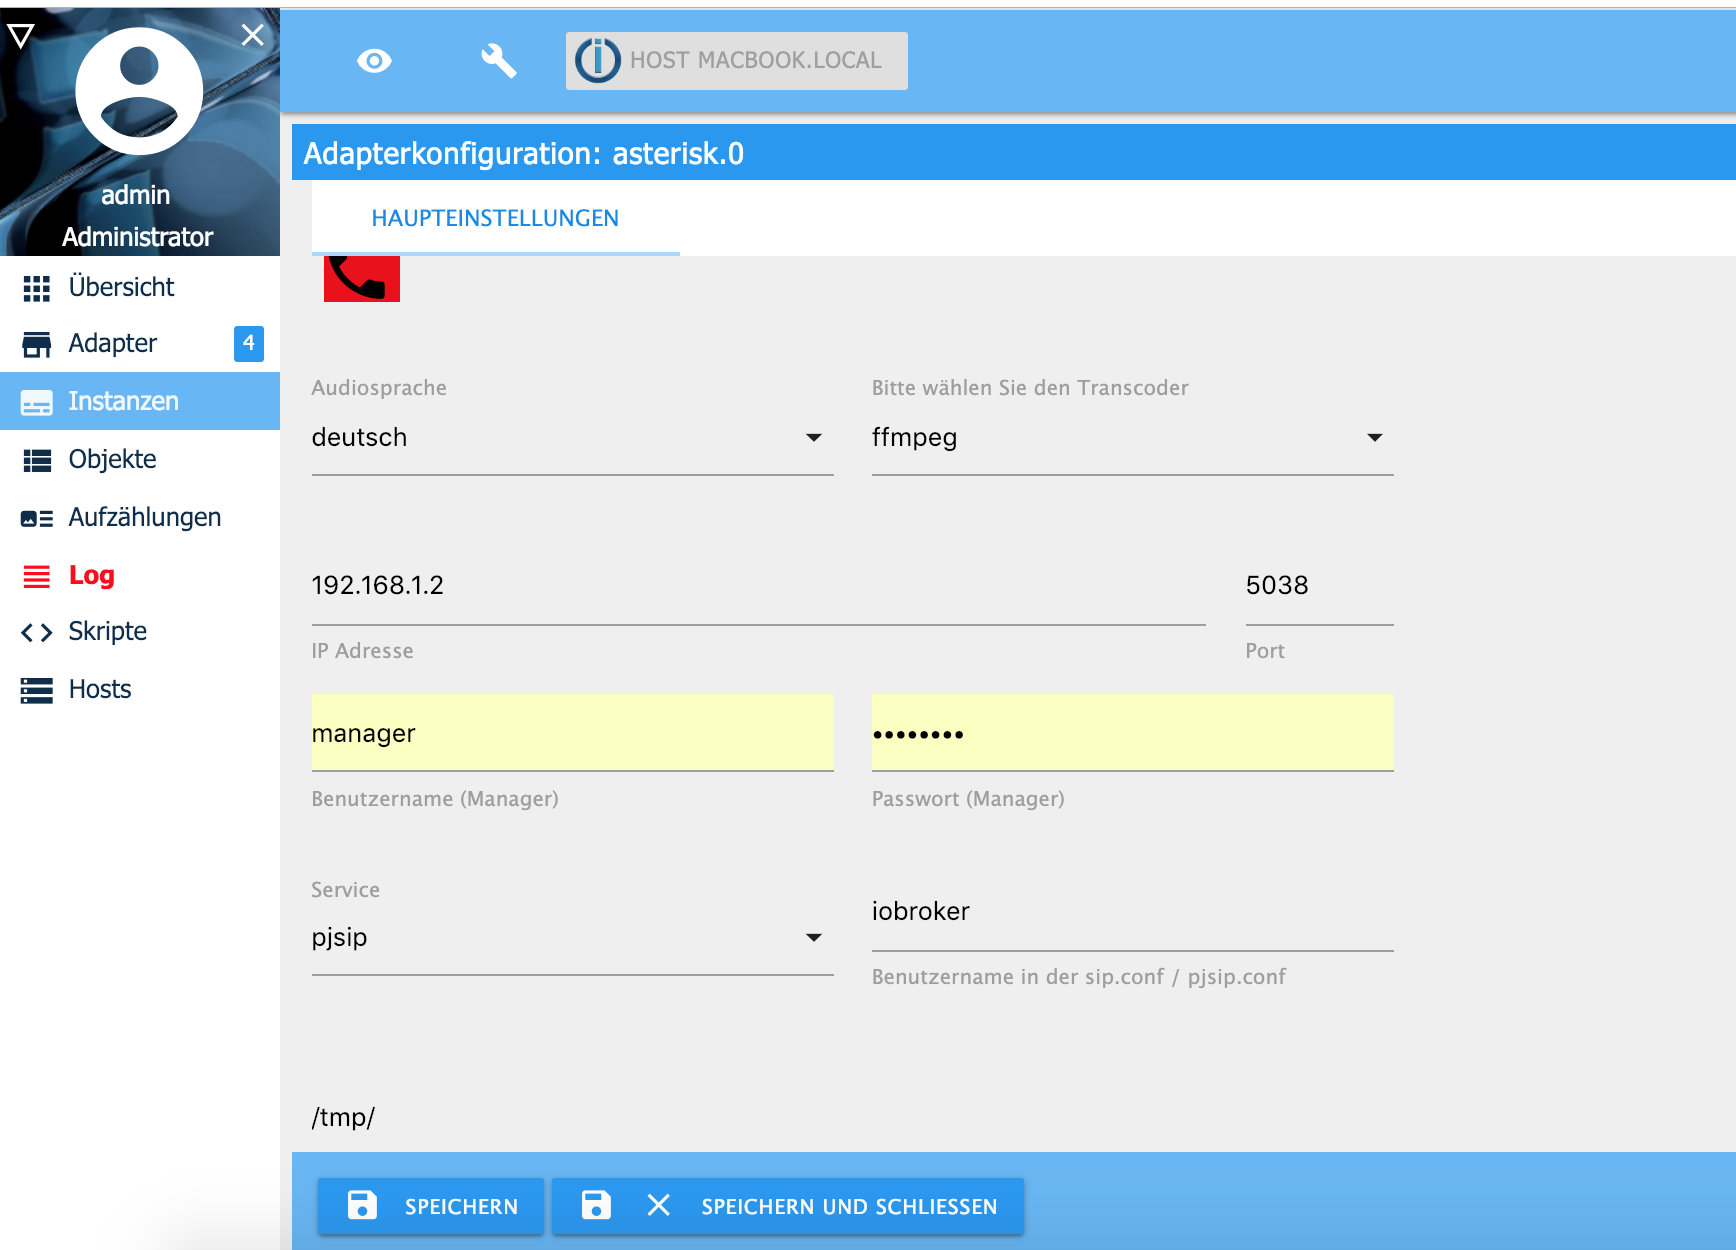 HOST MACBOOK.LOCAL
Adapterkonfiguration: asterisk.0
admin
Administrator
HAUPTEINSTELLUNGEN
Übersicht
Adapter 4
Instanzen
Objekte
Aufzählungen
Log
Skripte
Hosts
Audiosprache
deutsch
Bitte wählen Sie den Transcoder
ffmpeg
192.168.1.2
IP Adresse
5038
Port
manager
Benutzername (Manager)
••••••••
Passwort (Manager)
Service
pjsip
iobroker
Benutzername in der sip.conf / pjsip.conf
/tmp/
SPEICHERN
SPEICHERN UND SCHLIESSEN